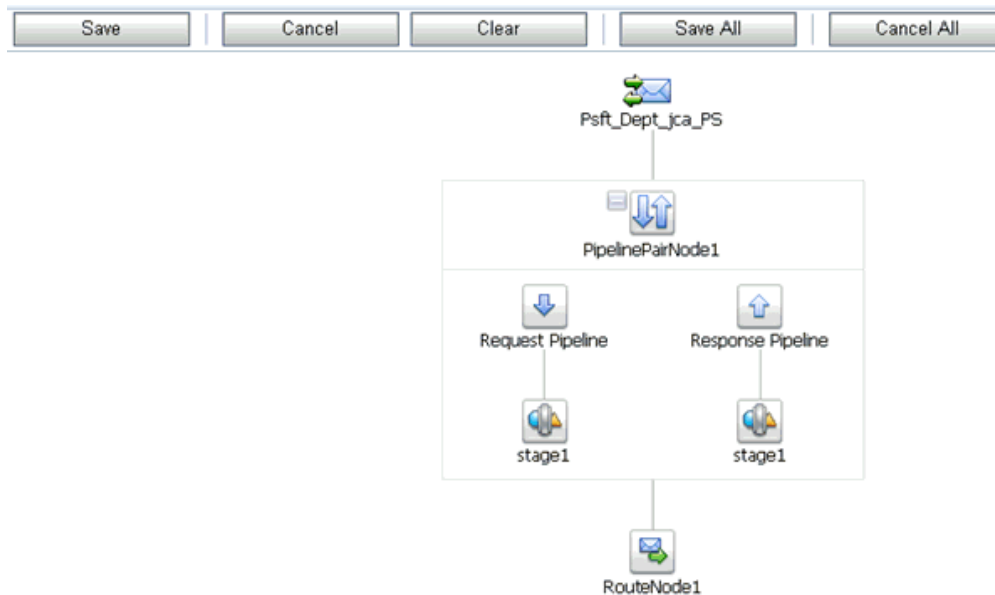 Save Cancel Clear Save All Cancel All
Psft_Dept_jca_PS
PipelinePairNode1
Request Pipeline Response Pipeline
stage1 stage1
RouteNode1